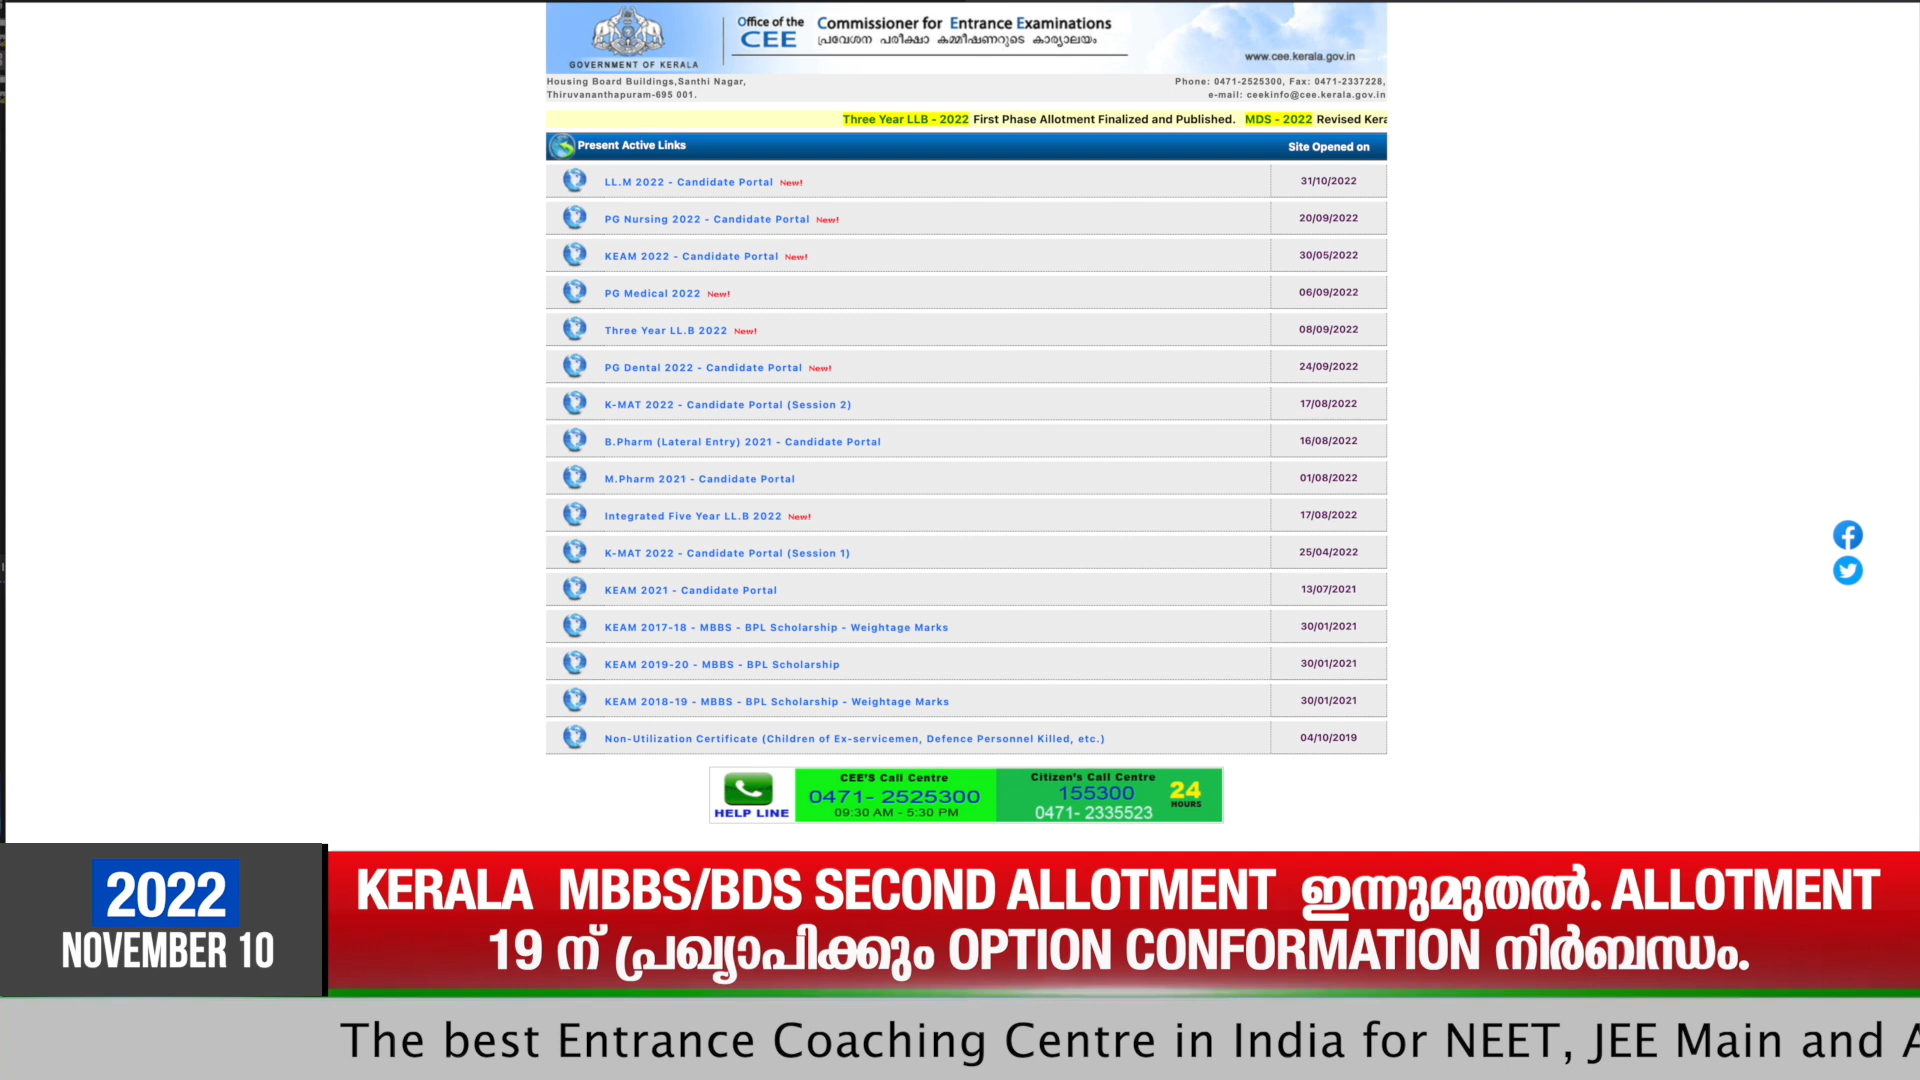 GOVERNMENT OF KERALA
Office of the
CEE
Commissioner for Entrance Examinations
പ്രവേശന പരീക്ഷാ കമ്മീഷണറുടെ കാര്യാലയം
www.cee.kerala.gov.in
Housing Board Buildings,Santhi Nagar,
Thiruvananthapuram-695 001.
Phone: 0471-2525300, Fax: 0471-2337228,
e-mail: ceekinfo@cee.kerala.gov.in
Three Year LLB - 2022 First Phase Allotment Finalized and Published. MDS - 2022 Revised Kera
Present Active Links Site Opened on
LL.M 2022 - Candidate Portal New! 31/10/2022
PG Nursing 2022 - Candidate Portal New! 20/09/2022
KEAM 2022 - Candidate Portal New! 30/05/2022
PG Medical 2022 New! 06/09/2022
Three Year LL.B 2022 New! 08/09/2022
PG Dental 2022 - Candidate Portal New! 24/09/2022
K-MAT 2022 - Candidate Portal (Session 2) 17/08/2022
B.Pharm (Lateral Entry) 2021 - Candidate Portal 16/08/2022
M.Pharm 2021 - Candidate Portal 01/08/2022
Integrated Five Year LL.B 2022 New! 17/08/2022
K-MAT 2022 - Candidate Portal (Session 1) 25/04/2022
KEAM 2021 - Candidate Portal 13/07/2021
KEAM 2017-18 - MBBS - BPL Scholarship - Weightage Marks 30/01/2021
KEAM 2019-20 - MBBS - BPL Scholarship 30/01/2021
KEAM 2018-19 - MBBS - BPL Scholarship - Weightage Marks 30/01/2021
Non-Utilization Certificate (Children of Ex-servicemen, Defence Personnel Killed, etc.) 04/10/2019
HELP LINE
CEE'S Call Centre
0471- 2525300
09:30 AM - 5:30 PM
Citizen's Call Centre
155300
0471- 2335523
24
HOURS
2022
NOVEMBER 10
KERALA MBBS/BDS SECOND ALLOTMENT ഇന്നുമുതൽ. ALLOTMENT
19 ന് പ്രഖ്യാപിക്കും OPTION CONFORMATION നിർബന്ധം.
The best Entrance Coaching Centre in India for NEET, JEE Main and A